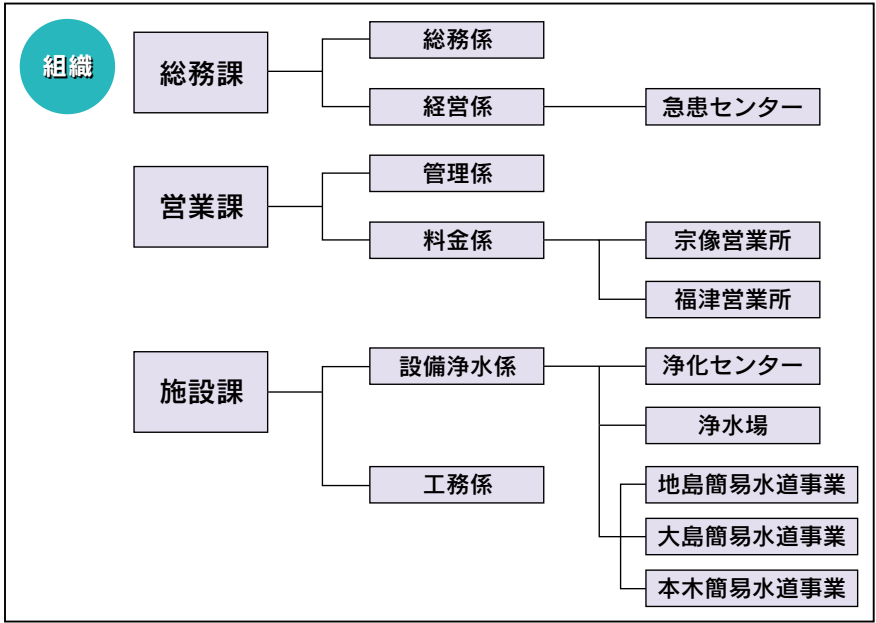 組織
総務課
総務係
経営係
急患センター
営業課
管理係
料金係
宗像営業所
福津営業所
施設課
設備浄水係
浄化センター
浄水場
地島簡易水道事業
大島簡易水道事業
本木簡易水道事業
工務係